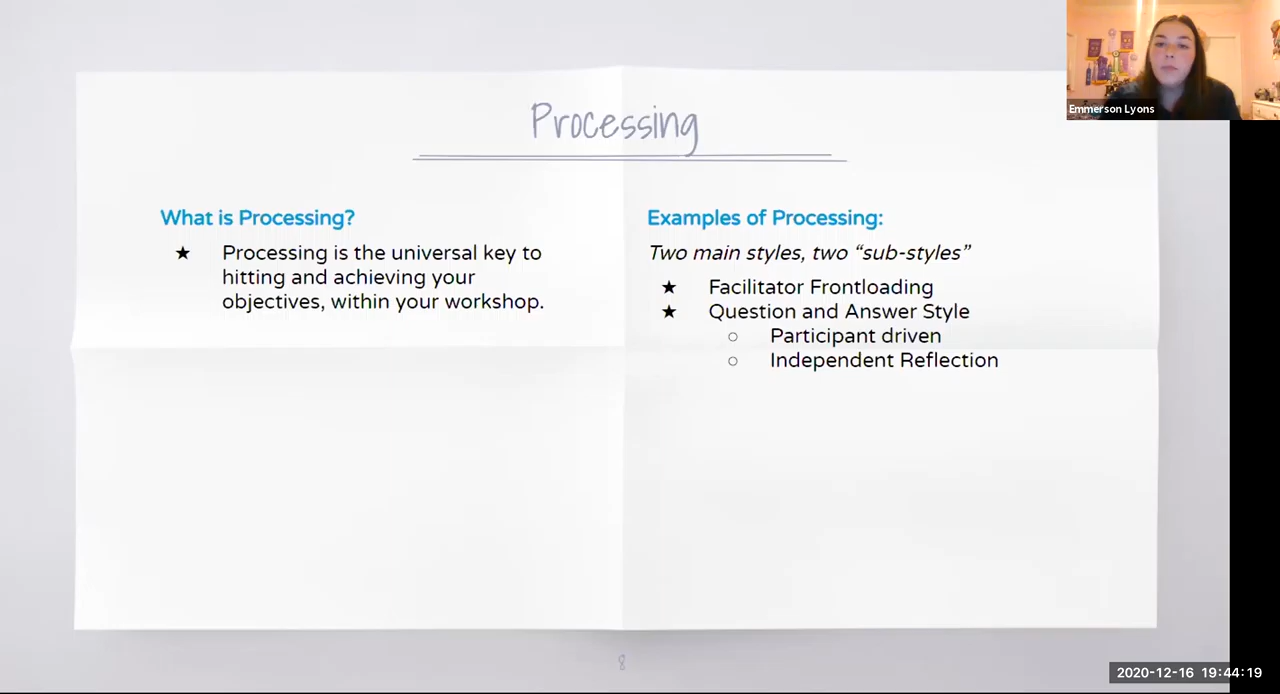 Emmerson Lyons
Processing
What is Processing?
★ Processing is the universal key to
hitting and achieving your
objectives, within your workshop.
Examples of Processing:
Two main styles, two “sub-styles”
★ Facilitator Frontloading
★ Question and Answer Style
○ Participant driven
○ Independent Reflection
8
2020-12-16 19:44:19